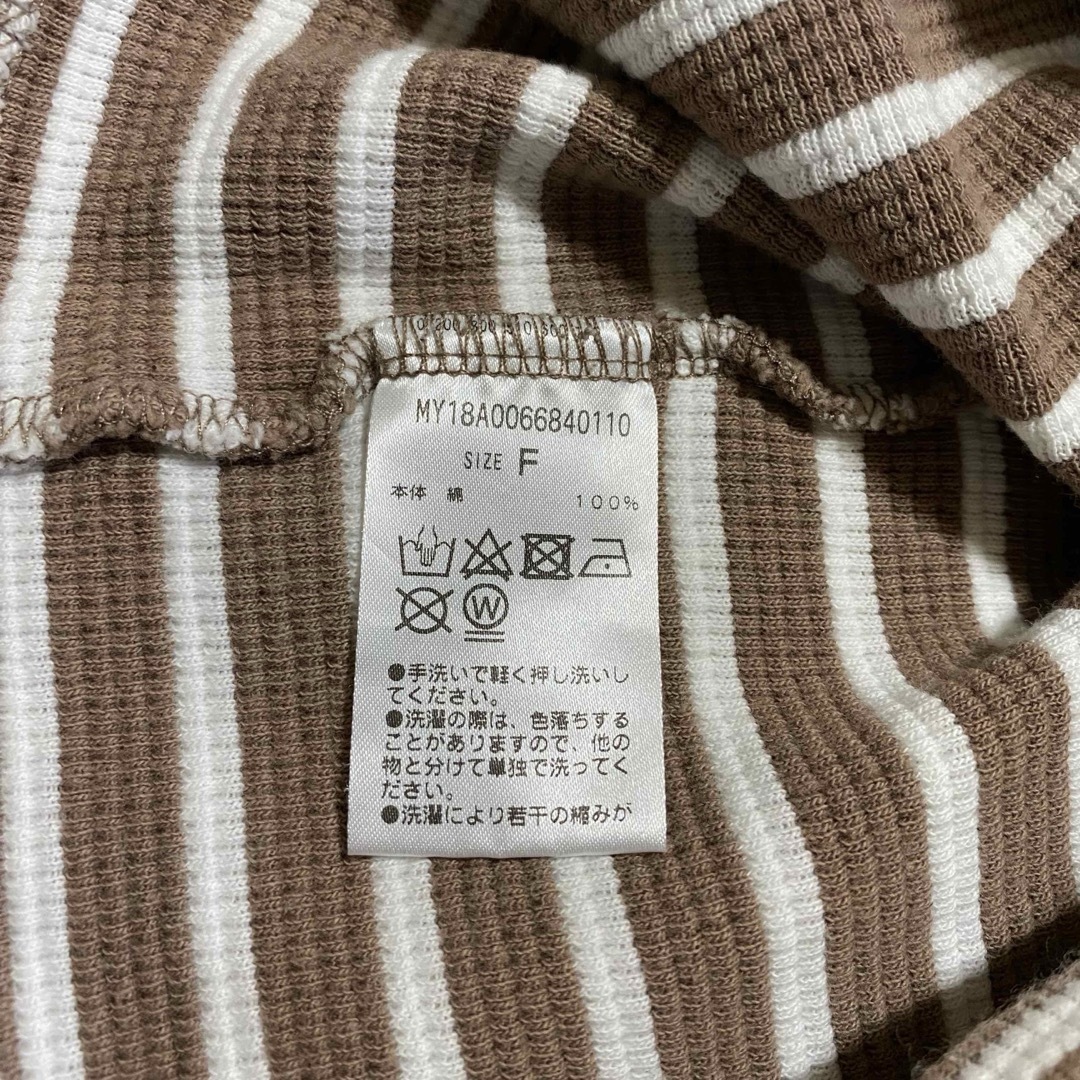 MY18A0066840110
SIZE F
本体 綿 100%
W
●手洗いで軽く押し洗いし
てください。
●洗濯の際は、色落ちする
ことがありますので、他の
物と分けて単独で洗ってく
ださい。
●洗濯により若干の縮みが